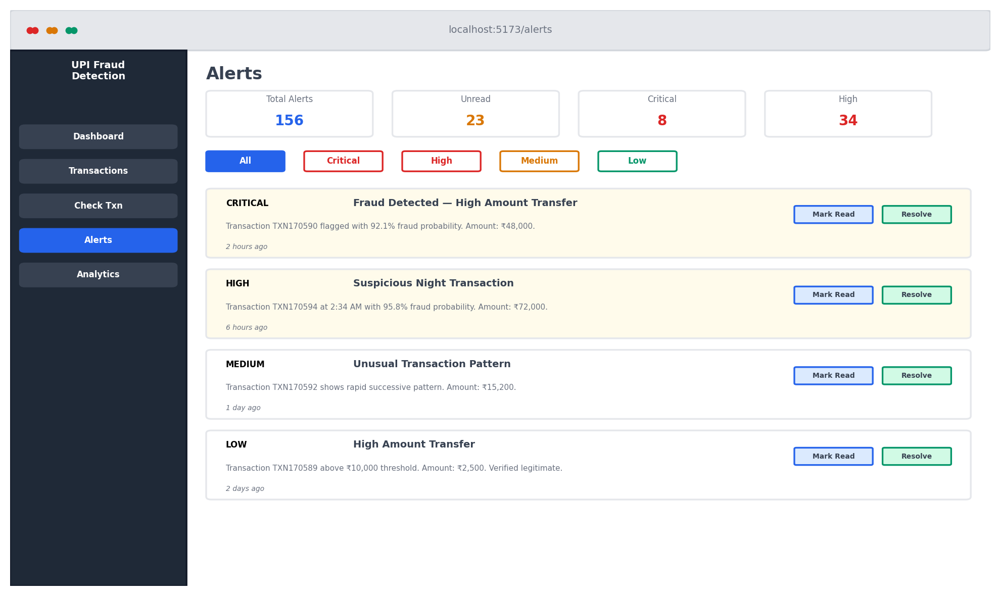 localhost:5173/alerts
UPI Fraud
Detection
Dashboard
Transactions
Check Txn
Alerts
Analytics
Alerts
Total Alerts
156
Unread
23
Critical
8
High
34
All
Critical
High
Medium
Low
CRITICAL Fraud Detected — High Amount Transfer
Transaction TXN170590 flagged with 92.1% fraud probability. Amount: ₹48,000.
2 hours ago
Mark Read
Resolve
HIGH Suspicious Night Transaction
Transaction TXN170594 at 2:34 AM with 95.8% fraud probability. Amount: ₹72,000.
6 hours ago
Mark Read
Resolve
MEDIUM Unusual Transaction Pattern
Transaction TXN170592 shows rapid successive pattern. Amount: ₹15,200.
1 day ago
Mark Read
Resolve
LOW High Amount Transfer
Transaction TXN170589 above ₹10,000 threshold. Amount: ₹2,500. Verified legitimate.
2 days ago
Mark Read
Resolve